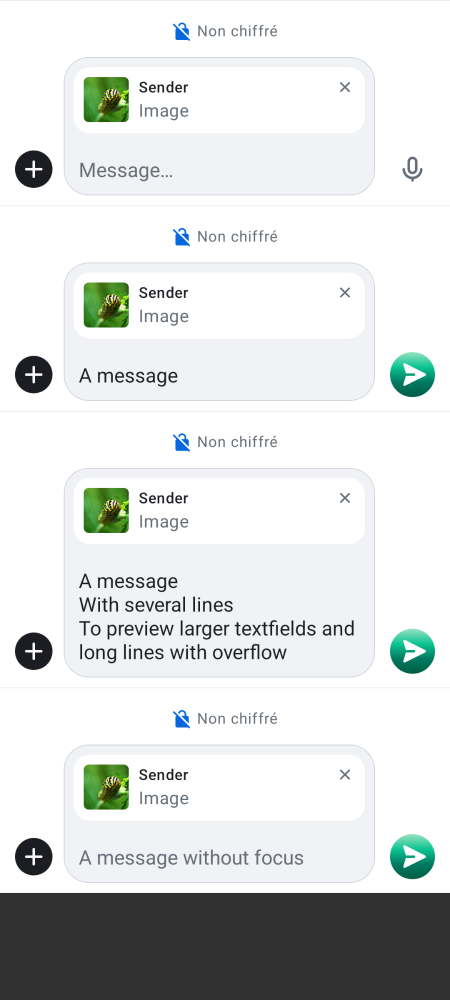 Non chiffré
Sender
Image
Message…
Non chiffré
Sender
Image
A message
Non chiffré
Sender
Image
A message
With several lines
To preview larger textfields and
long lines with overflow
Non chiffré
Sender
Image
A message without focus